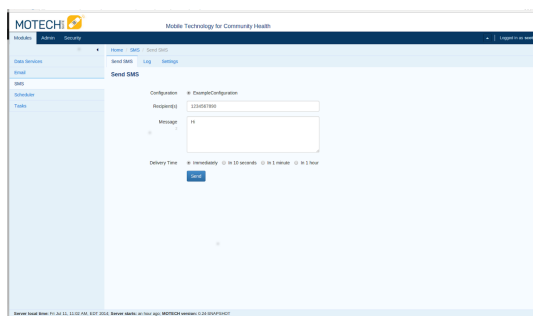 MOTECH
Mobile Technology for Community Health
Modules Admin Security
Logged in as
Home / SMS / Send SMS
Data Services
Email
SMS
Scheduler
Tasks
Send SMS Log Settings
Send SMS
Configuration ExampleConfiguration
Recipient(s) 1234567890
Message Hi
Delivery Time Immediately In 10 seconds In 1 minute In 1 hour
Send
Server local time: Fri Jul 11, 11:02 AM, EDT 2014; Server starts: an hour ago; MOTECH version: 0.24-SNAPSHOT